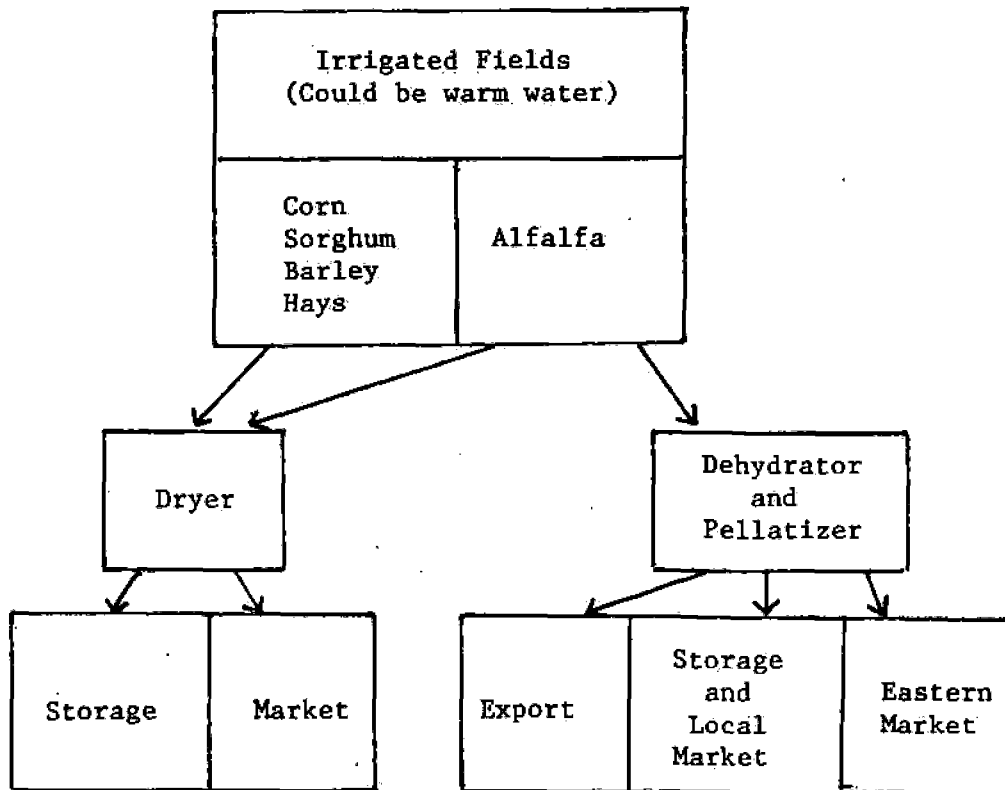 Irrigated Fields
(Could be warm water)
Corn
Sorghum
Barley
Hays
Alfalfa
Dryer
Dehydrator
and
Pellatizer
Storage
Market
Export
Storage
and
Local
Market
Eastern
Market